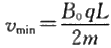 v_min = B₀qL / 2m